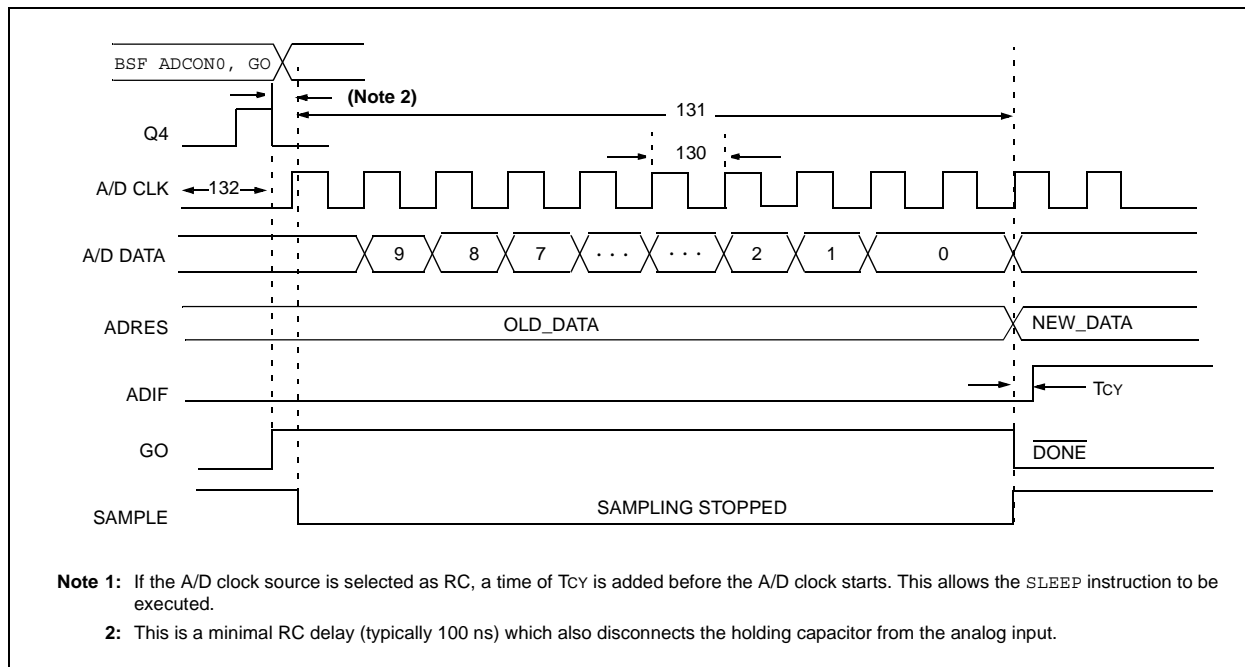 BSF ADCON0, GO
(Note 2)
131
Q4
130
A/D CLK
132
A/D DATA
9 8 7 · · · · · · 2 1 0
ADRES
OLD_DATA
NEW_DATA
ADIF
TCY
GO
DONE
SAMPLE
SAMPLING STOPPED
Note 1: If the A/D clock source is selected as RC, a time of TCY is added before the A/D clock starts. This allows the SLEEP instruction to be
executed.
2: This is a minimal RC delay (typically 100 ns) which also disconnects the holding capacitor from the analog input.